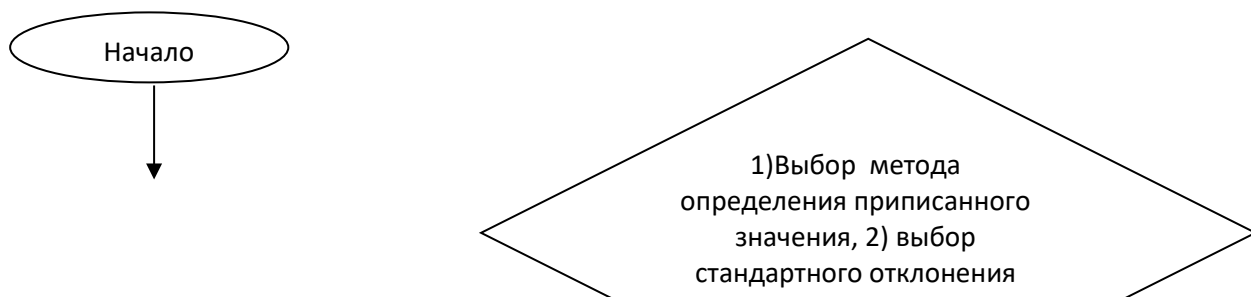 Начало
1)Выбор  метода
определения приписанного
значения, 2) выбор
стандартного отклонения